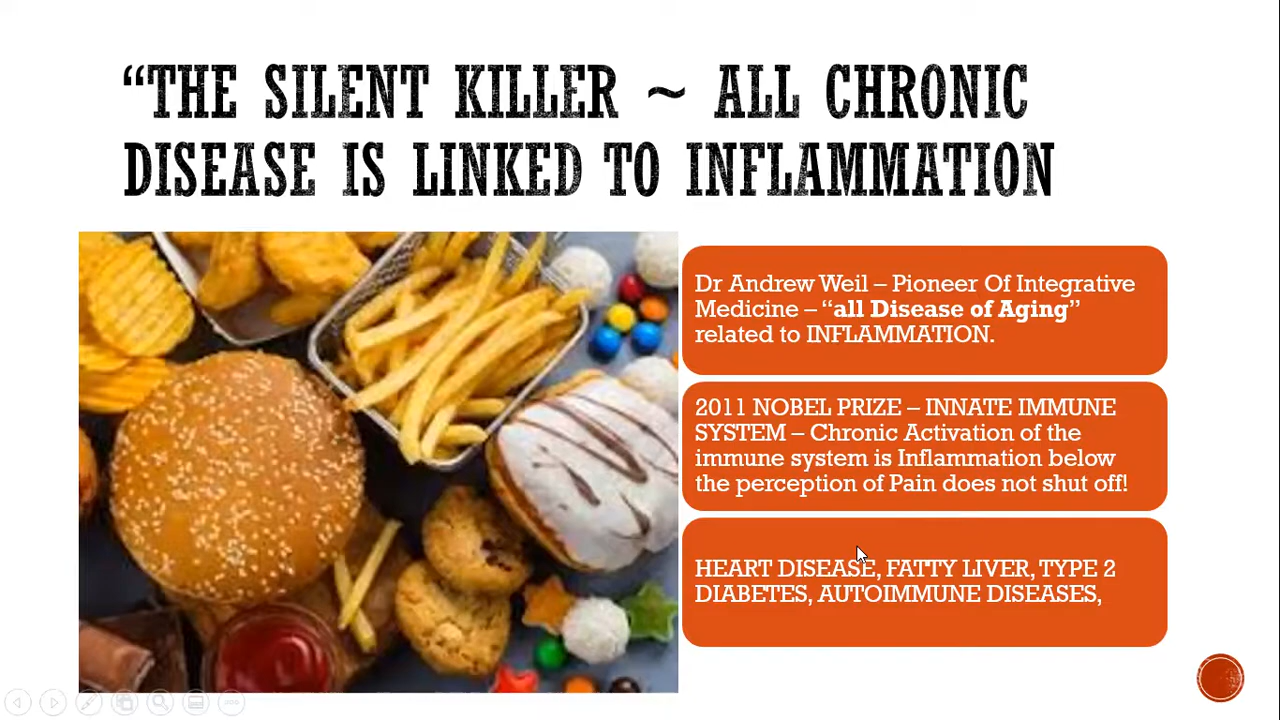 “THE SILENT KILLER ~ ALL CHRONIC
DISEASE IS LINKED TO INFLAMMATION
Dr Andrew Weil – Pioneer Of Integrative
Medicine – “all Disease of Aging”
related to INFLAMMATION.
2011 NOBEL PRIZE – INNATE IMMUNE
SYSTEM – Chronic Activation of the
immune system is Inflammation below
the perception of Pain does not shut off!
HEART DISEASE, FATTY LIVER, TYPE 2
DIABETES, AUTOIMMUNE DISEASES,